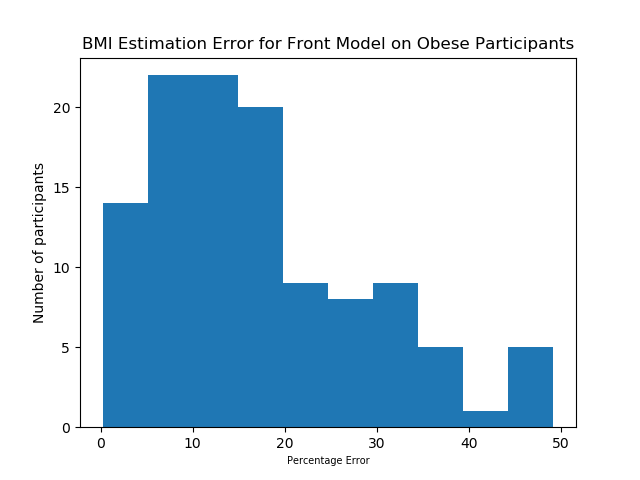 BMI Estimation Error for Front Model on Obese Participants
Number of participants
20
15
10
5
0
0 10 20 30 40 50
Percentage Error